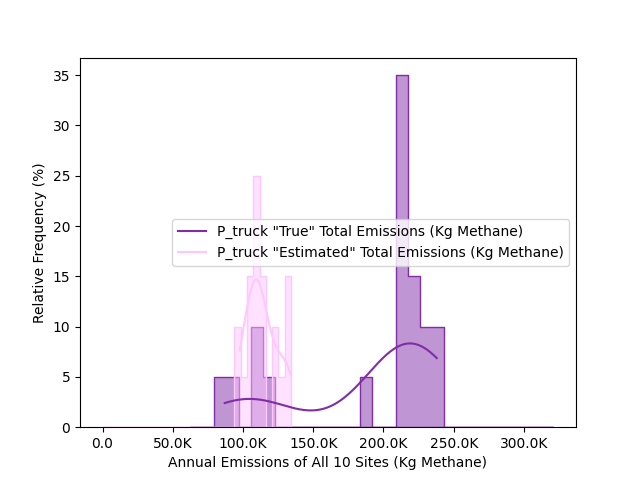 35
30
25
20
15
10
5
0
Relative Frequency (%)
P_truck "True" Total Emissions (Kg Methane)
P_truck "Estimated" Total Emissions (Kg Methane)
0.0 50.0K 100.0K 150.0K 200.0K 250.0K 300.0K
Annual Emissions of All 10 Sites (Kg Methane)